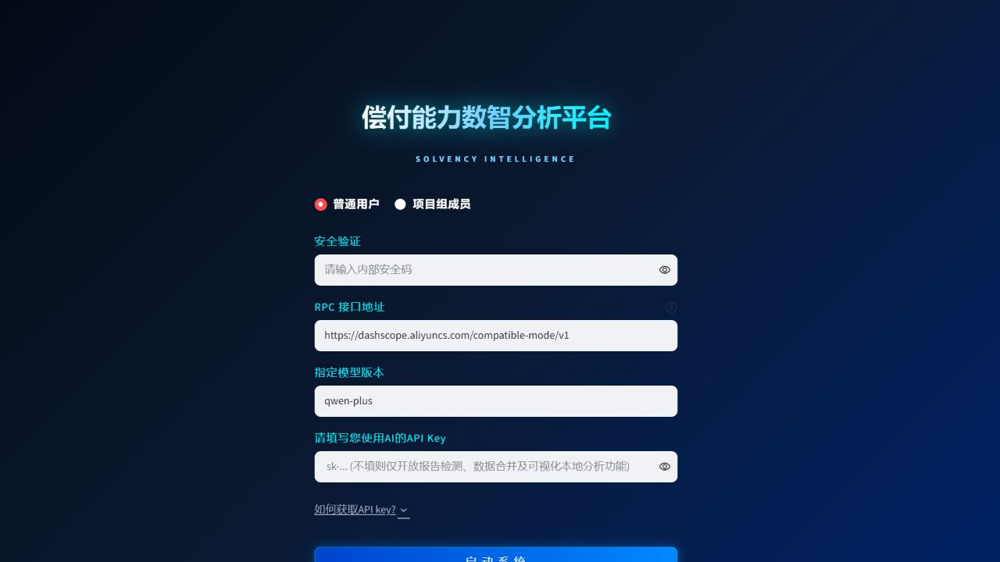 偿付能力数智分析平台
SOLVENCY INTELLIGENCE
普通用户 项目组成员
安全验证
请输入内部安全码
RPC 接口地址
https://dashscope.aliyuncs.com/compatible-mode/v1
指定模型版本
qwen-plus
请填写您使用AI的API Key
sk-... (不填则仅开放报告检测、数据合并及可视化本地分析功能)
如何获取API key?
启动系统